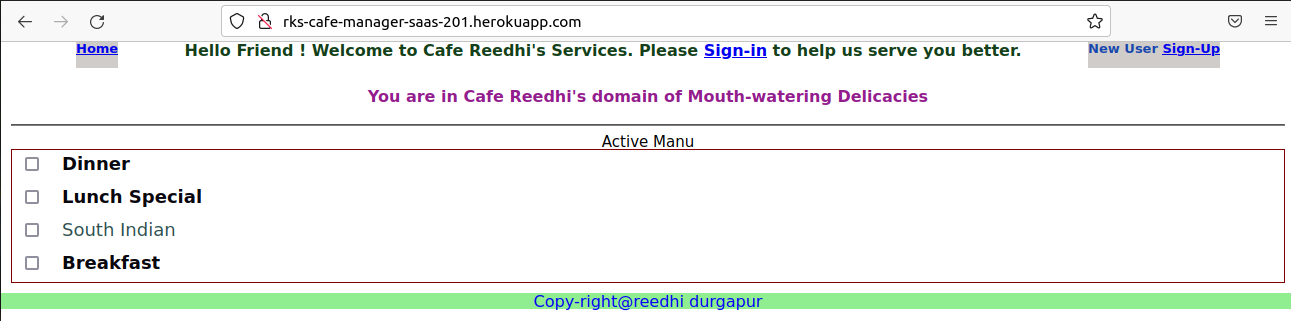 rks-cafe-manager-saas-201.herokuapp.com
Home Hello Friend ! Welcome to Cafe Reedhi's Services. Please Sign-in to help us serve you better. New User Sign-Up
You are in Cafe Reedhi's domain of Mouth-watering Delicacies
Active Manu
Dinner
Lunch Special
South Indian
Breakfast
Copy-right@reedhi durgapur